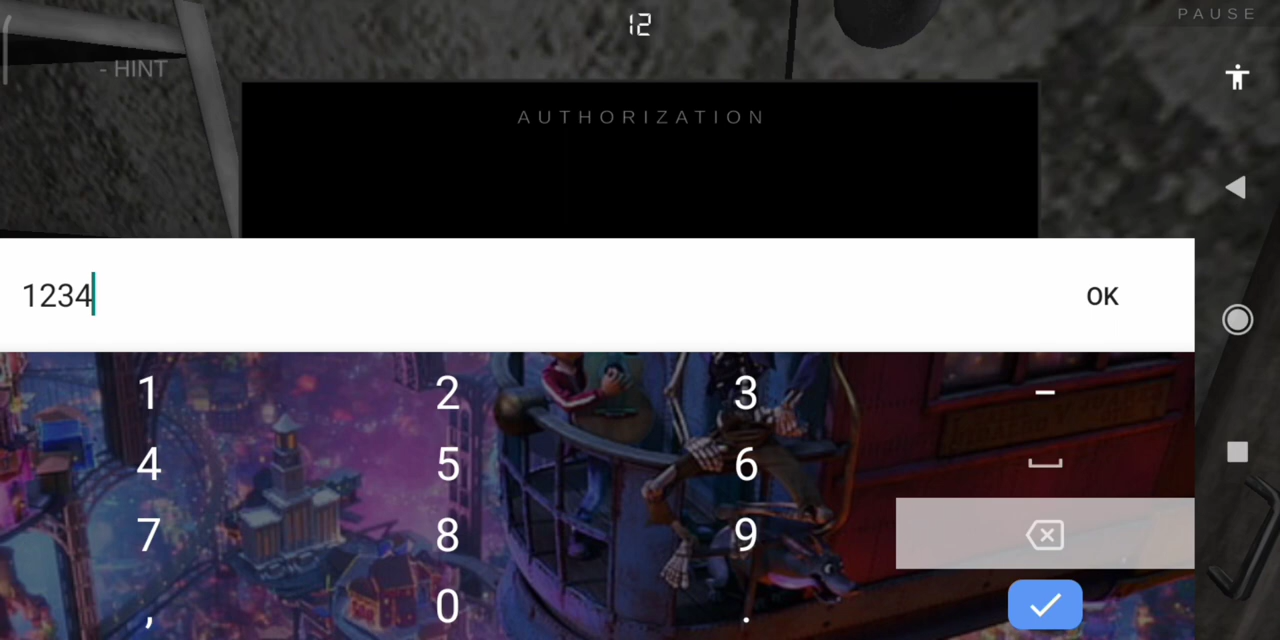 12
PAUSE
- HINT
AUTHORIZATION
1234
OK
1 2 3 -
4 5 6
7 8 9
, 0 .